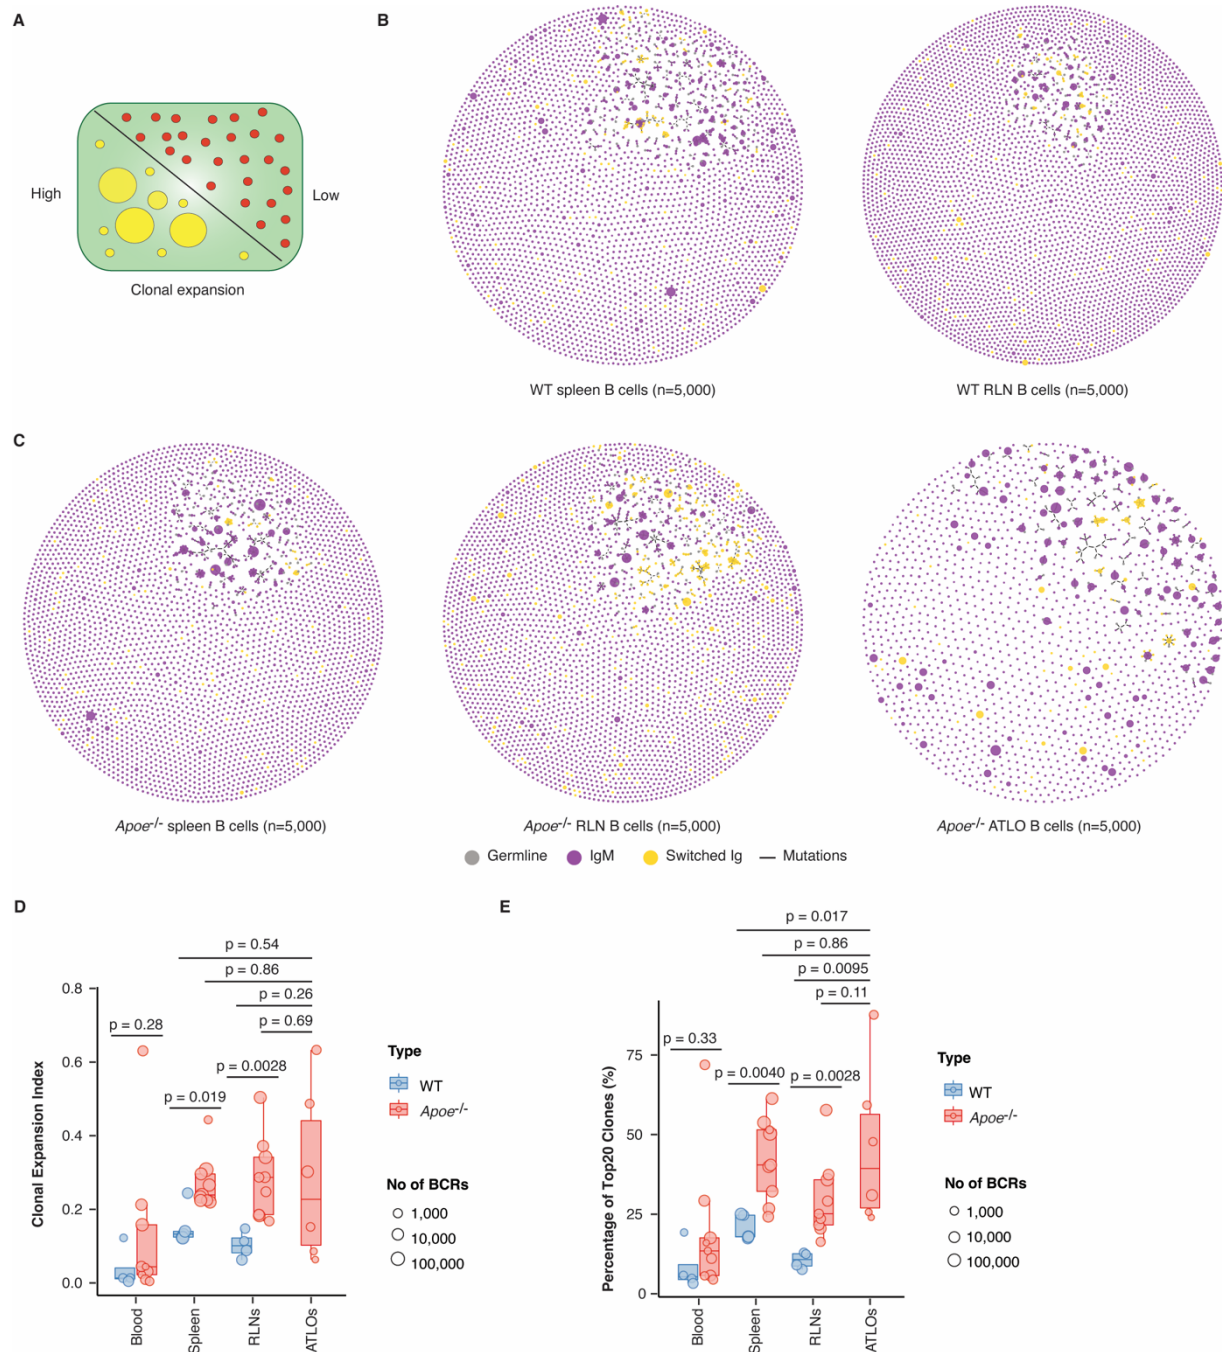 A
B
High
Low
Clonal expansion
WT spleen B cells (n=5,000)
WT RLN B cells (n=5,000)
C
Apoe-/- spleen B cells (n=5,000)
Apoe-/- RLN B cells (n=5,000)
Apoe-/- ATLO B cells (n=5,000)
Germline
IgM
Switched Ig
Mutations
D
p = 0.54
p = 0.86
p = 0.26
p = 0.69
p = 0.28
p = 0.0028
p = 0.019
Clonal Expansion Index
0.8
0.6
0.4
0.2
0.0
Blood
Spleen
RLNs
ATLOs
Type
WT
Apoe-/-
No of BCRs
1,000
10,000
100,000
E
p = 0.017
p = 0.86
p = 0.0095
p = 0.11
p = 0.33
p = 0.0040
p = 0.0028
Percentage of Top20 Clones (%)
75
50
25
0
Blood
Spleen
RLNs
ATLOs
Type
WT
Apoe-/-
No of BCRs
1,000
10,000
100,000